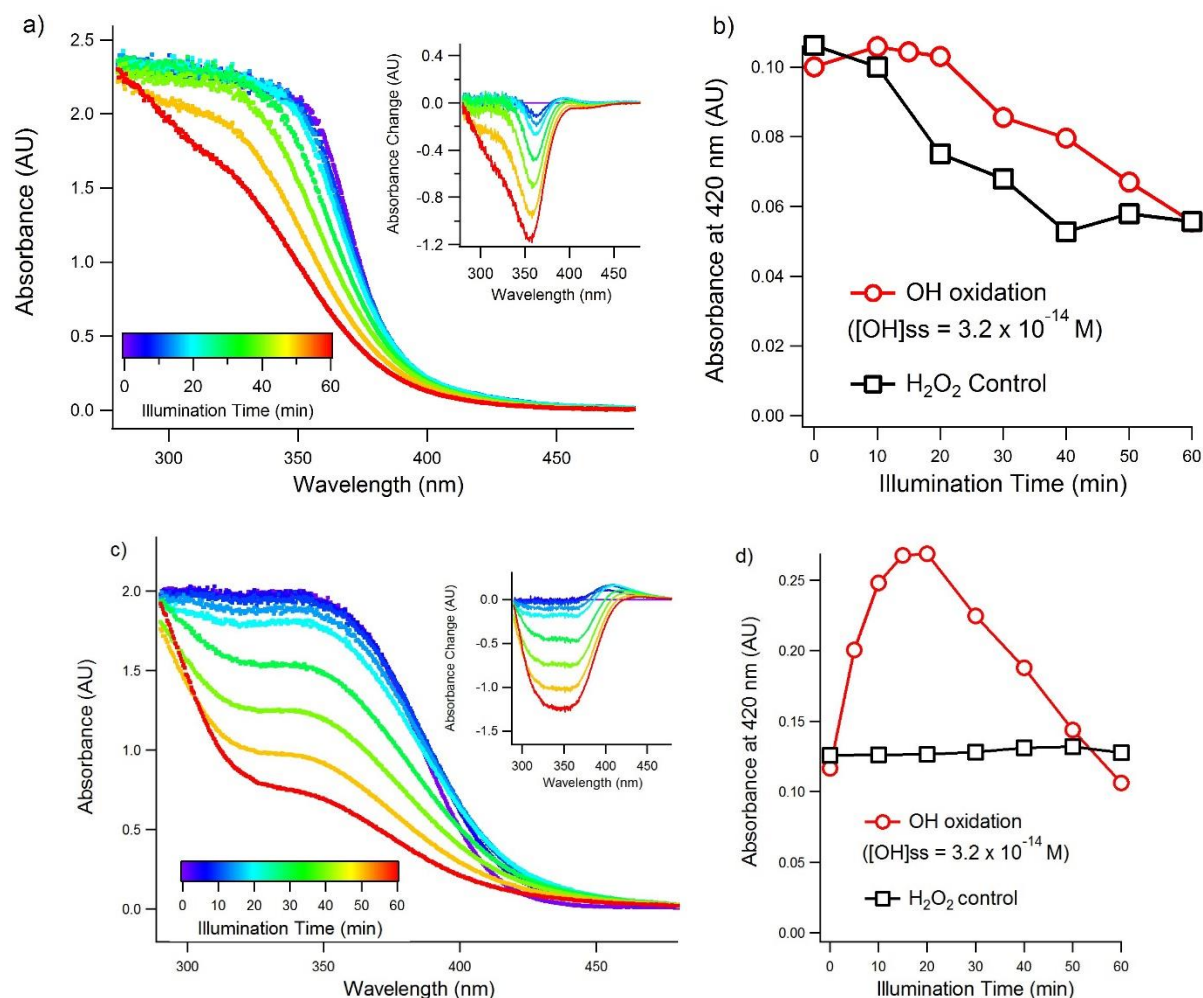 a)
Absorbance (AU)
2.5
2.0
1.5
1.0
0.5
0.0
300
350
400
450
Wavelength (nm)
0
20
40
60
Illumination Time (min)
Absorbance Change (AU)
0.4
0.0
-0.4
-0.8
-1.2
300 350 400 450
Wavelength (nm)
b)
Absorbance at 420 nm (AU)
0.10
0.08
0.06
0.04
0.02
0.00
OH oxidation
([OH]ss = 3.2 x 10⁻¹⁴ M)
H₂O₂ Control
0 10 20 30 40 50 60
Illumination Time (min)
c)
Absorbance (AU)
2.0
1.5
1.0
0.5
0.0
0 10 20 30 40 50 60
Illumination Time (min)
300 350 400 450
Wavelength (nm)
Absorbance Change (AU)
0.0
-0.5
-1.0
-1.5
300 350 400 450
Wavelength (nm)
d)
Absorbance at 420 nm (AU)
0.25
0.20
0.15
0.10
0.05
0.00
OH oxidation
([OH]ss = 3.2 x 10⁻¹⁴ M)
H₂O₂ control
0 10 20 30 40 50 60
Illumination Time (min)